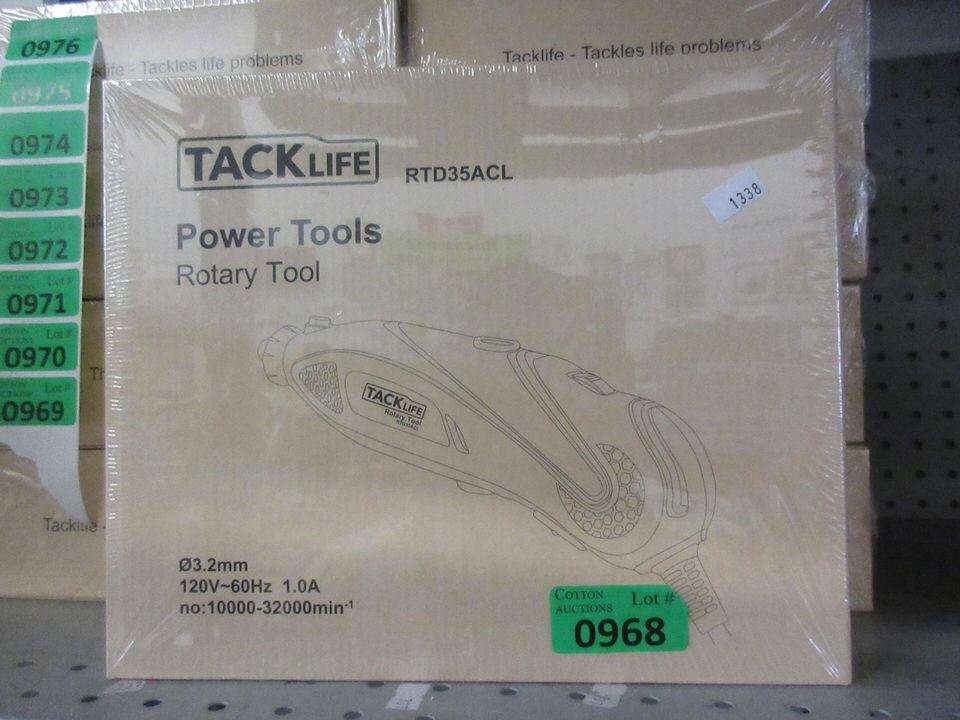 0976
0975
0974
0973
0972
Lot #
0971
Lot #
0970
Lot #
0969
Tackles life problems
Tacklife - Tackles life problems
TACKLIFE
RTD35ACL
1338
Power Tools
Rotary Tool
TACKLIFE
Rotary Tool
Ø3.2mm
120V~60Hz 1.0A
no:10000-32000min⁻¹
COTTON
AUCTIONS
Lot #
0968
Tacklife -